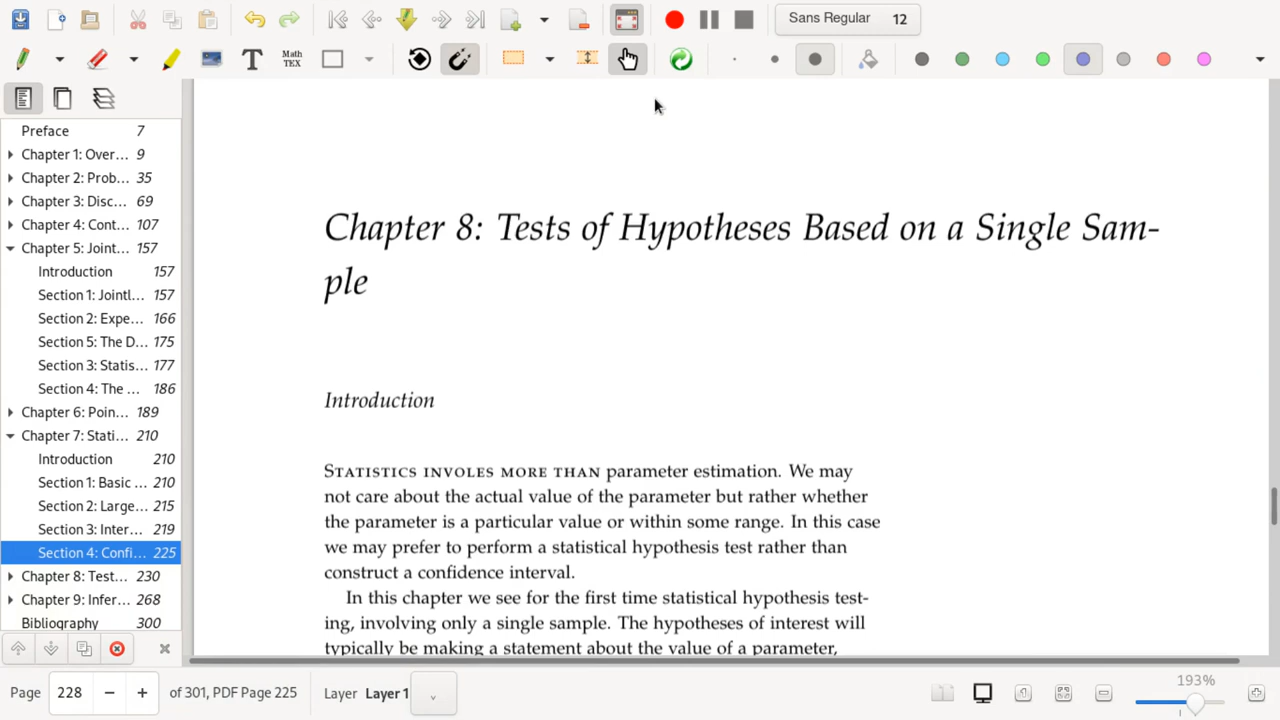 Sans Regular 12
Math
TEX
Preface 7
Chapter 1: Over... 9
Chapter 2: Prob... 35
Chapter 3: Disc... 69
Chapter 4: Cont... 107
Chapter 5: Joint... 157
Introduction 157
Section 1: Jointl... 157
Section 2: Expe... 166
Section 5: The D... 175
Section 3: Statis... 177
Section 4: The ... 186
Chapter 6: Poin... 189
Chapter 7: Stati... 210
Introduction 210
Section 1: Basic ... 210
Section 2: Large... 215
Section 3: Inter... 219
Section 4: Confi... 225
Chapter 8: Test... 230
Chapter 9: Infer... 268
Bibliography 300
Chapter 8: Tests of Hypotheses Based on a Single Sam-
ple
Introduction
STATISTICS INVOLES MORE THAN parameter estimation. We may
not care about the actual value of the parameter but rather whether
the parameter is a particular value or within some range. In this case
we may prefer to perform a statistical hypothesis test rather than
construct a confidence interval.
In this chapter we see for the first time statistical hypothesis test-
ing, involving only a single sample. The hypotheses of interest will
typically be making a statement about the value of a parameter,
Page 228 of 301, PDF Page 225 Layer Layer 1
193%